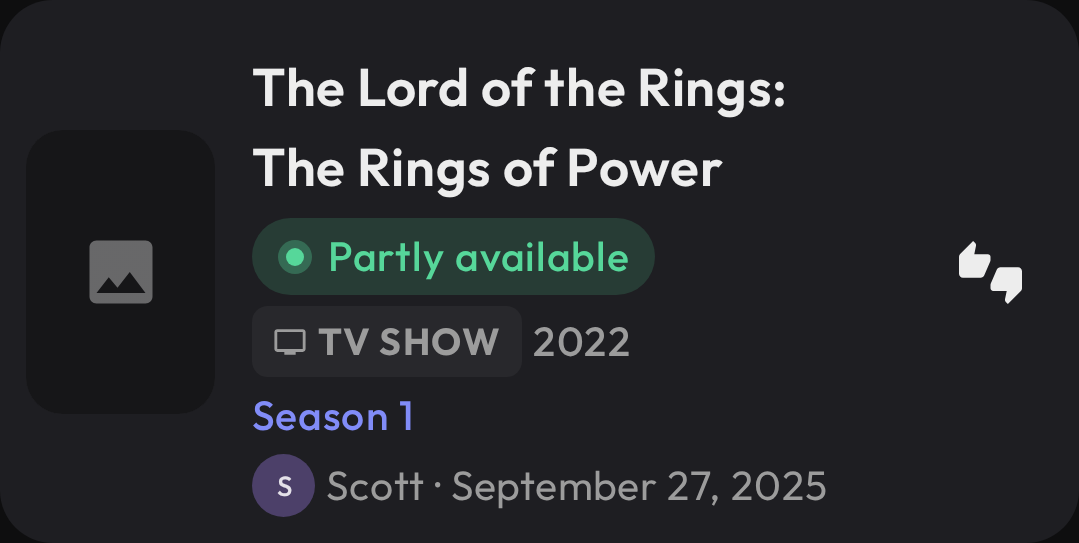 The Lord of the Rings:
The Rings of Power
Partly available
TV SHOW 2022
Season 1
S Scott · September 27, 2025